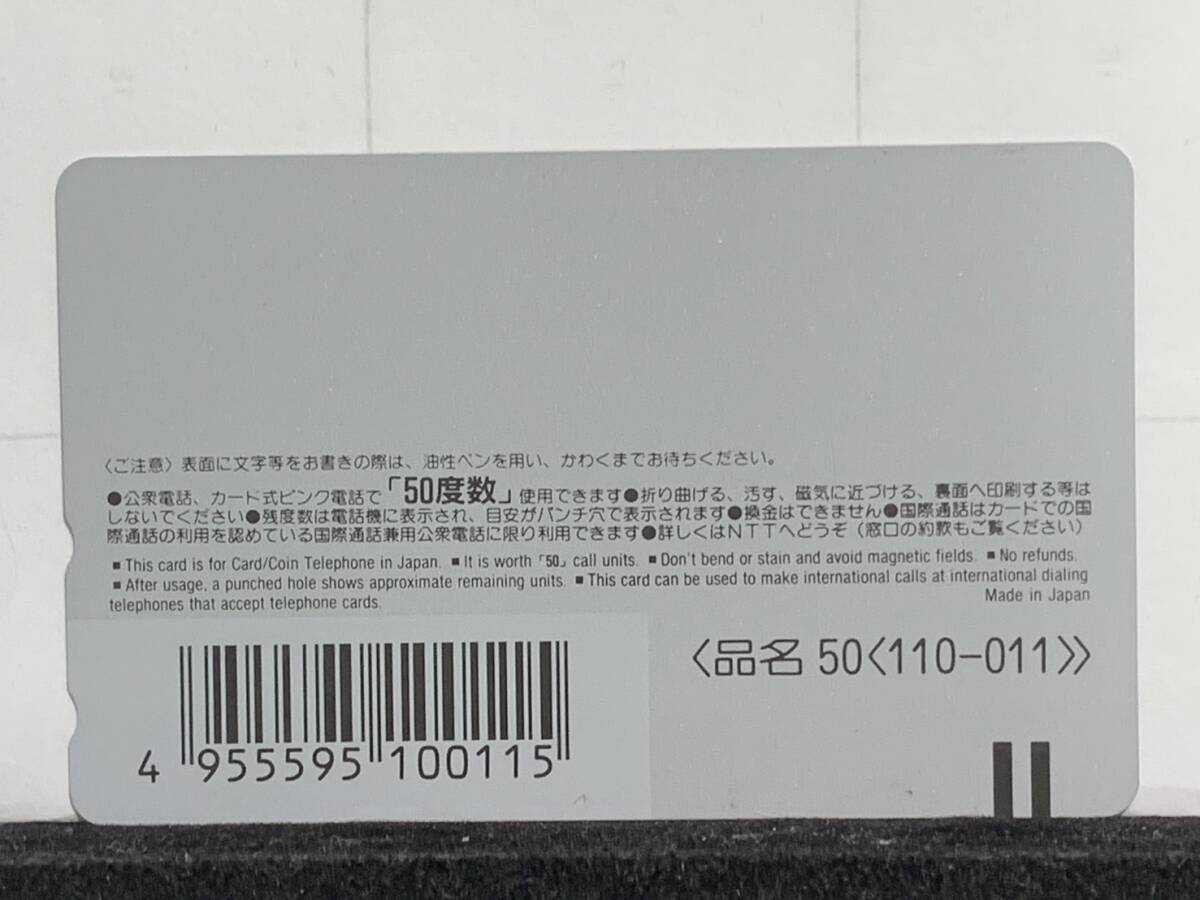 〈ご注意〉表面に文字等をお書きの際は、油性ペンを用い、かわくまでお待ちください。
●公衆電話、カード式ピンク電話で「50度数」使用できます●折り曲げる、汚す、磁気に近づける、裏面へ印刷する等は
しないでください●残度数は電話機に表示され、目安がパンチ穴で表示されます●換金はできません●国際通話はカードでの国
際通話の利用を認めている国際通話兼用公衆電話に限り利用できます●詳しくはNTTへどうぞ(窓口の約款もご覧ください)
■ This card is for Card/Coin Telephone in Japan. ■ It is worth「50」call units. ■ Don't bend or stain and avoid magnetic fields. ■ No refunds.
■ After usage, a punched hole shows approximate remaining units. ■ This card can be used to make international calls at international dialing
telephones that accept telephone cards.
Made in Japan
〈品名 50〈110-011〉〉
4 955595 100115